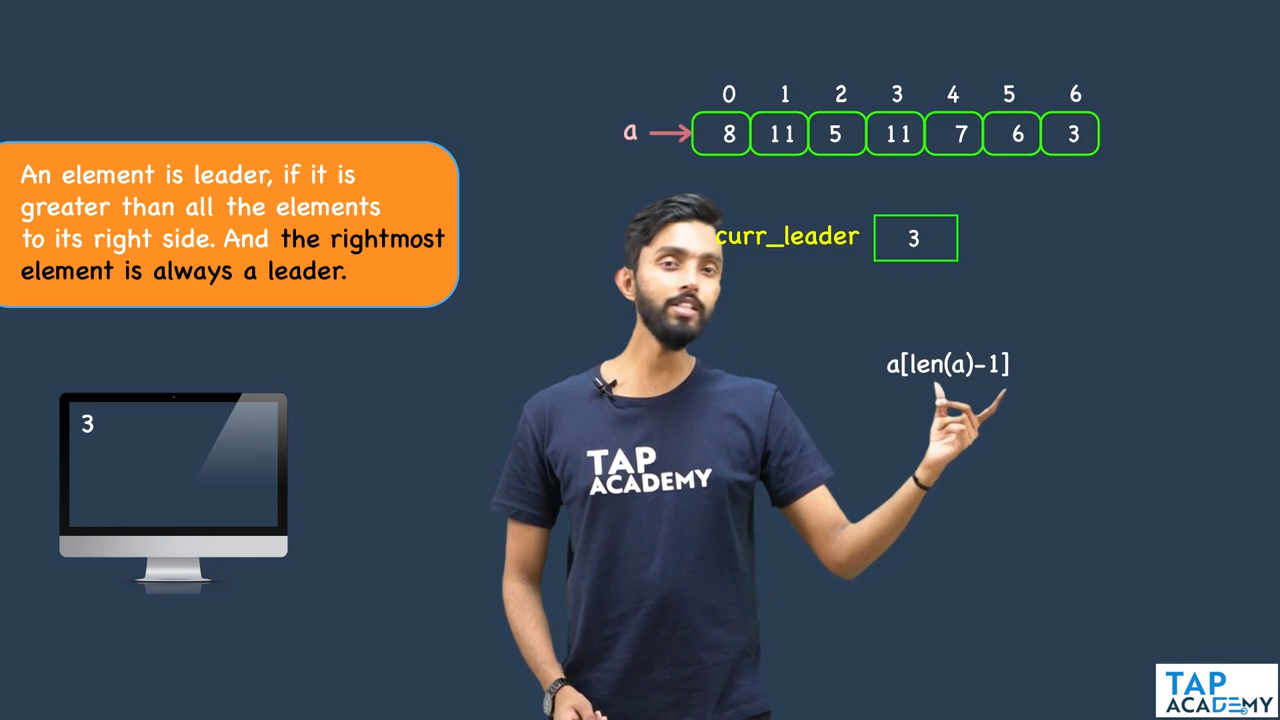 0 1 2 3 4 5 6
a 8 11 5 11 7 6 3
An element is leader, if it is
greater than all the elements
to its right side. And the rightmost
element is always a leader.
curr_leader 3
a[len(a)-1]
3
TAP
ACADEMY
TAP
ACADEMY